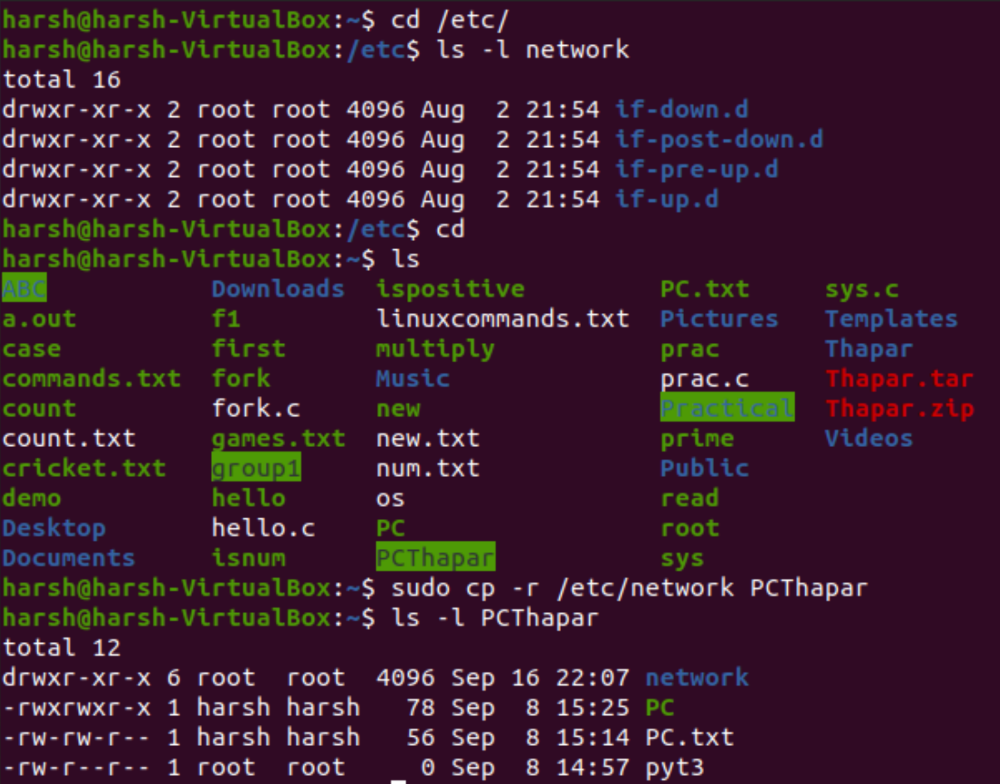 harsh@harsh-VirtualBox:~$ cd /etc/
harsh@harsh-VirtualBox:/etc$ ls -l network
total 16
drwxr-xr-x 2 root root 4096 Aug  2 21:54 if-down.d
drwxr-xr-x 2 root root 4096 Aug  2 21:54 if-post-down.d
drwxr-xr-x 2 root root 4096 Aug  2 21:54 if-pre-up.d
drwxr-xr-x 2 root root 4096 Aug  2 21:54 if-up.d
harsh@harsh-VirtualBox:/etc$ cd
harsh@harsh-VirtualBox:~$ ls
ABC           Downloads  ispositive        PC.txt     sys.c
a.out         f1         linuxcommands.txt  Pictures   Templates
case          first      multiply          prac       Thapar
commands.txt  fork       Music             prac.c     Thapar.tar
count         fork.c     new               Practical  Thapar.zip
count.txt     games.txt  new.txt           prime      Videos
cricket.txt   group1     num.txt           Public
demo          hello      os                read
Desktop       hello.c    PC                root
Documents     isnum      PCThapar          sys
harsh@harsh-VirtualBox:~$ sudo cp -r /etc/network PCThapar
harsh@harsh-VirtualBox:~$ ls -l PCThapar
total 12
drwxr-xr-x 6 root  root  4096 Sep 16 22:07 network
-rwxrwxr-x 1 harsh harsh   78 Sep  8 15:25 PC
-rw-rw-r-- 1 harsh harsh   56 Sep  8 15:14 PC.txt
-rw-r--r-- 1 root  root     0 Sep  8 14:57 pyt3